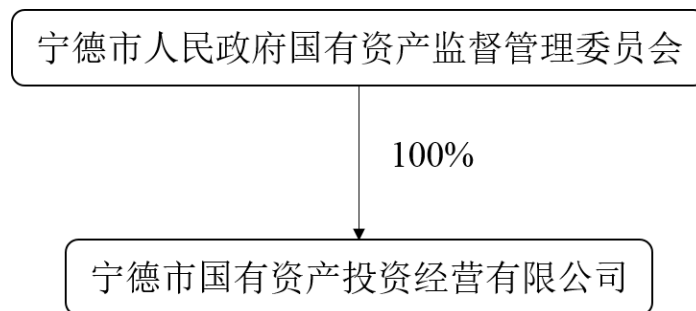 宁德市人民政府国有资产监督管理委员会
100%
宁德市国有资产投资经营有限公司